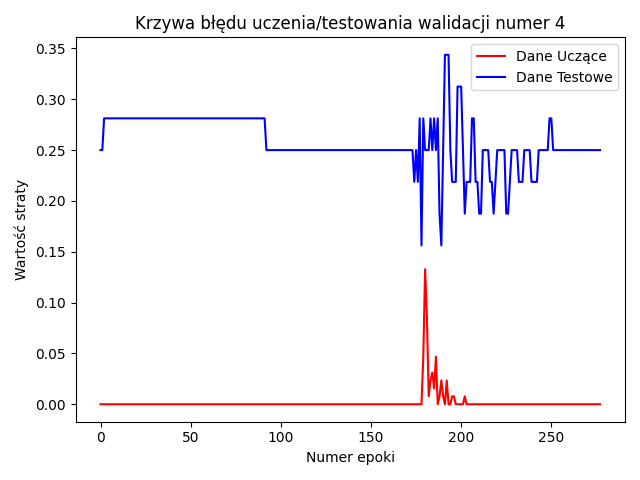 Krzywa błędu uczenia/testowania walidacji numer 4
Dane Uczące
Dane Testowe
Wartość straty
0.35
0.30
0.25
0.20
0.15
0.10
0.05
0.00
0 50 100 150 200 250
Numer epoki